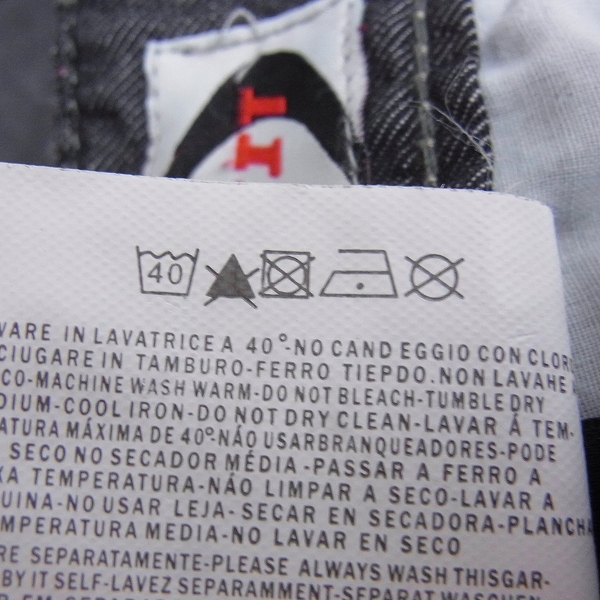 IT
40
VARE IN LAVATRICE A 40°-NO CAND EGGIO CON CLOR
CIUGARE IN TAMBURO-FERRO TIEPDO.NON LAVAHE
CO-MACHINE WASH WARM-DO NOT BLEACH-TUMBLE DRY
DIUM-COOL IRON-DO NOT DRY CLEAN-LAVAR Á TEM-
ATURA MÁXIMA DE 40°-NÃO USARBRANQUEADORES-PODE
SECO NO SECADOR MÉDIA-PASSAR A FERRO A
XA TEMPERATURA-NÃO LIMPAR A SECO-LAVAR A
UINA-NO USAR LEJA-SECAR EN SECADORA-PLANCHA
MPERATURA MEDIA-NO LAVAR EN SECO
RE SEPARATAMENTE-PLEASE ALWAYS WASH THISGAR-
BY IT SELF-LAVEZ SEPARAMMENT-SEPARAT WASCHEN